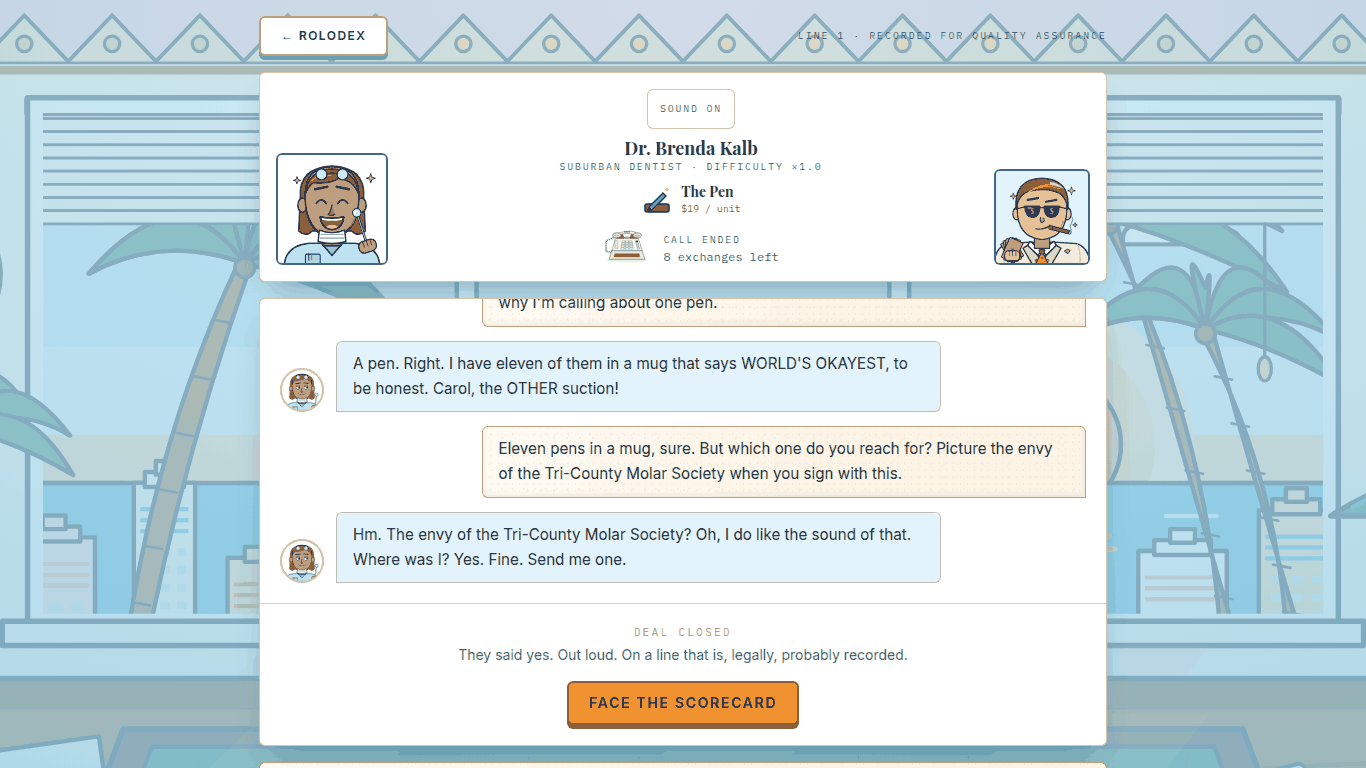 ← ROLODEX
LINE 1 · RECORDED FOR QUALITY ASSURANCE
SOUND ON
Dr. Brenda Kalb
SUBURBAN DENTIST · DIFFICULTY ×1.0
The Pen
$19 / unit
CALL ENDED
8 exchanges left
why I'm calling about one pen.
A pen. Right. I have eleven of them in a mug that says WORLD'S OKAYEST, to
be honest. Carol, the OTHER suction!
Eleven pens in a mug, sure. But which one do you reach for? Picture the envy
of the Tri-County Molar Society when you sign with this.
Hm. The envy of the Tri-County Molar Society? Oh, I do like the sound of that.
Where was I? Yes. Fine. Send me one.
DEAL CLOSED
They said yes. Out loud. On a line that is, legally, probably recorded.
FACE THE SCORECARD